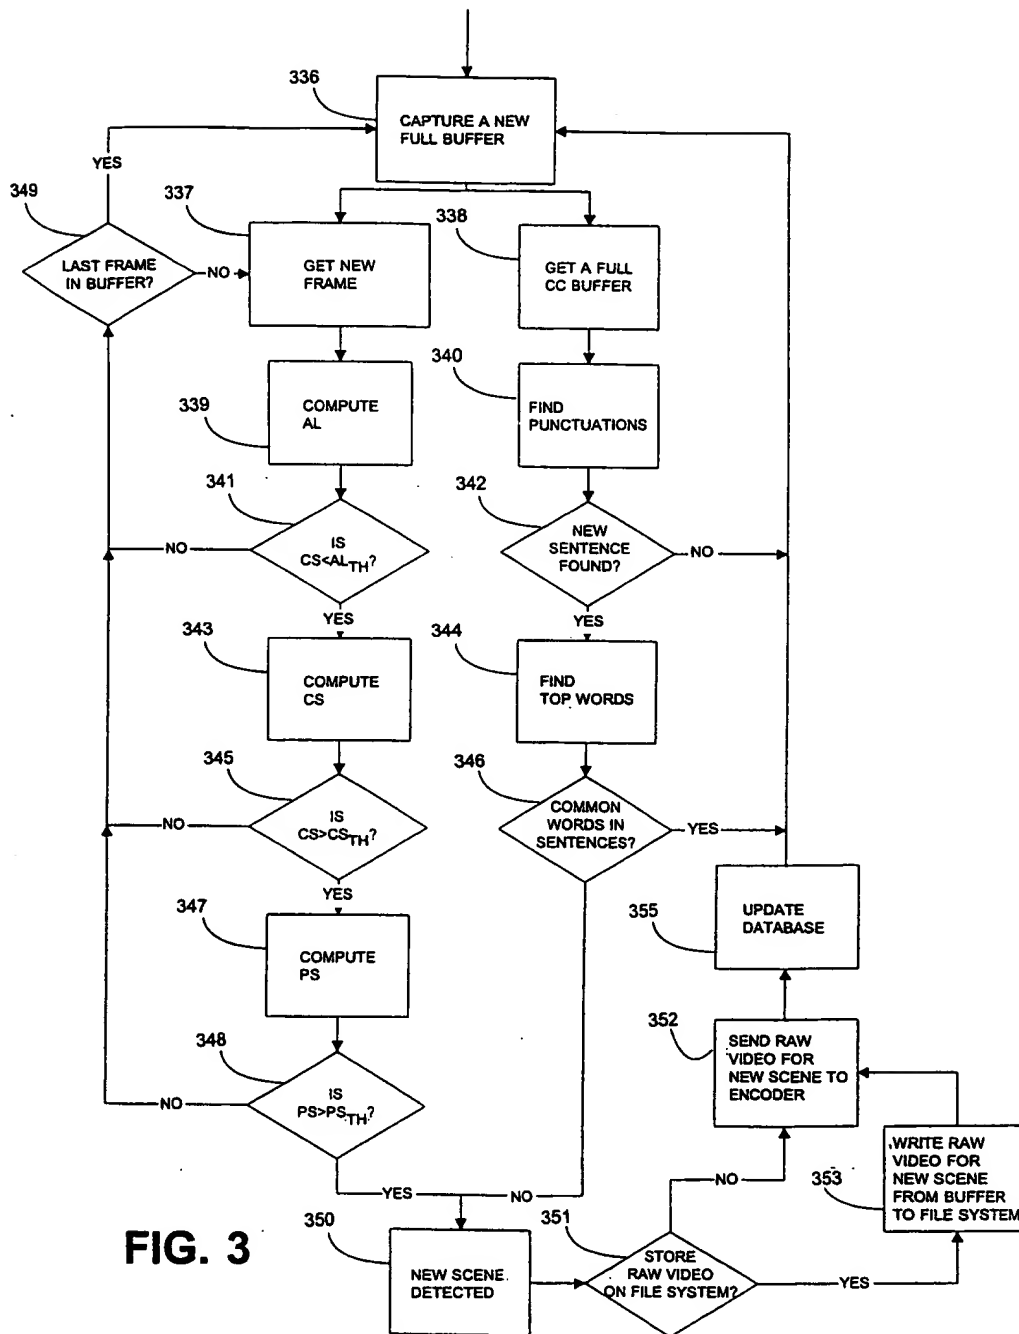 336
CAPTURE A NEW
FULL BUFFER
YES
349
LAST FRAME
IN BUFFER?
NO
337
GET NEW
FRAME
338
GET A FULL
CC BUFFER
339
COMPUTE
AL
340
FIND
PUNCTUATIONS
341
IS
CS<ALTH?
NO
YES
342
NEW
SENTENCE
FOUND?
NO
YES
343
COMPUTE
CS
344
FIND
TOP WORDS
345
IS
CS>CSTH?
NO
YES
346
COMMON
WORDS IN
SENTENCES?
YES
347
COMPUTE
PS
355
UPDATE
DATABASE
348
IS
PS>PSTH?
NO
YES
NO
352
SEND RAW
VIDEO FOR
NEW SCENE TO
ENCODER
353
WRITE RAW
VIDEO FOR
NEW SCENE
FROM BUFFER
TO FILE SYSTEM
350
NEW SCENE
DETECTED
351
STORE
RAW VIDEO
ON FILE SYSTEM?
NO
YES
FIG. 3